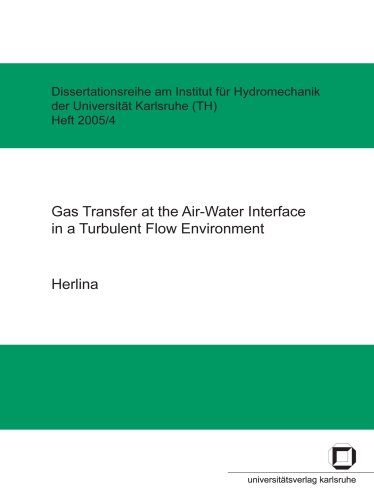 Dissertationsreihe am Institut für Hydromechanik
der Universität Karlsruhe (TH)
Heft 2005/4
Gas Transfer at the Air-Water Interface
in a Turbulent Flow Environment
Herlina
universitätsverlag karlsruhe